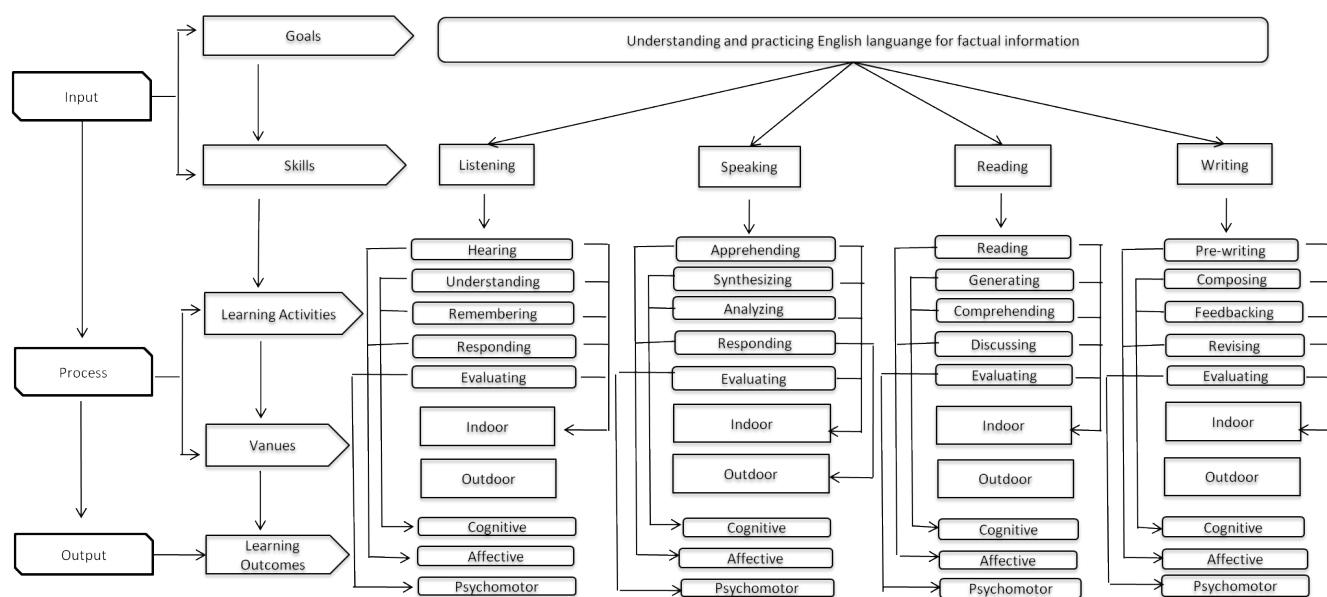 Goals
Understanding and practicing English languange for factual information
Input
Skills
Listening
Speaking
Reading
Writing
Hearing
Understanding
Remembering
Responding
Evaluating
Indoor
Outdoor
Cognitive
Affective
Psychomotor
Apprehending
Synthesizing
Analyzing
Responding
Evaluating
Indoor
Outdoor
Cognitive
Affective
Psychomotor
Reading
Generating
Comprehending
Discussing
Evaluating
Indoor
Outdoor
Cognitive
Affective
Psychomotor
Pre-writing
Composing
Feedbacking
Revising
Evaluating
Indoor
Outdoor
Cognitive
Affective
Psychomotor
Learning Activities
Process
Vanues
Output
Learning
Outcomes